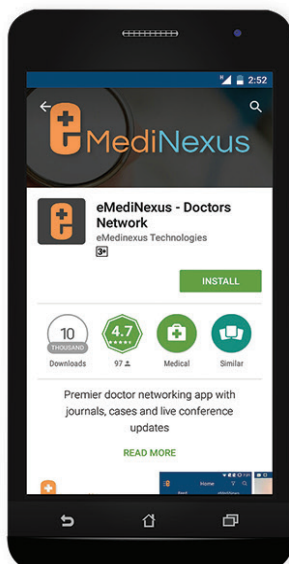 2:52
eMediNexus
eMediNexus - Doctors
Network
eMedinexus Technologies
3+
INSTALL
10
THOUSAND
Downloads
4.7
97
Medical
Similar
Premier doctor networking app with
journals, cases and live conference
updates
READ MORE
Home